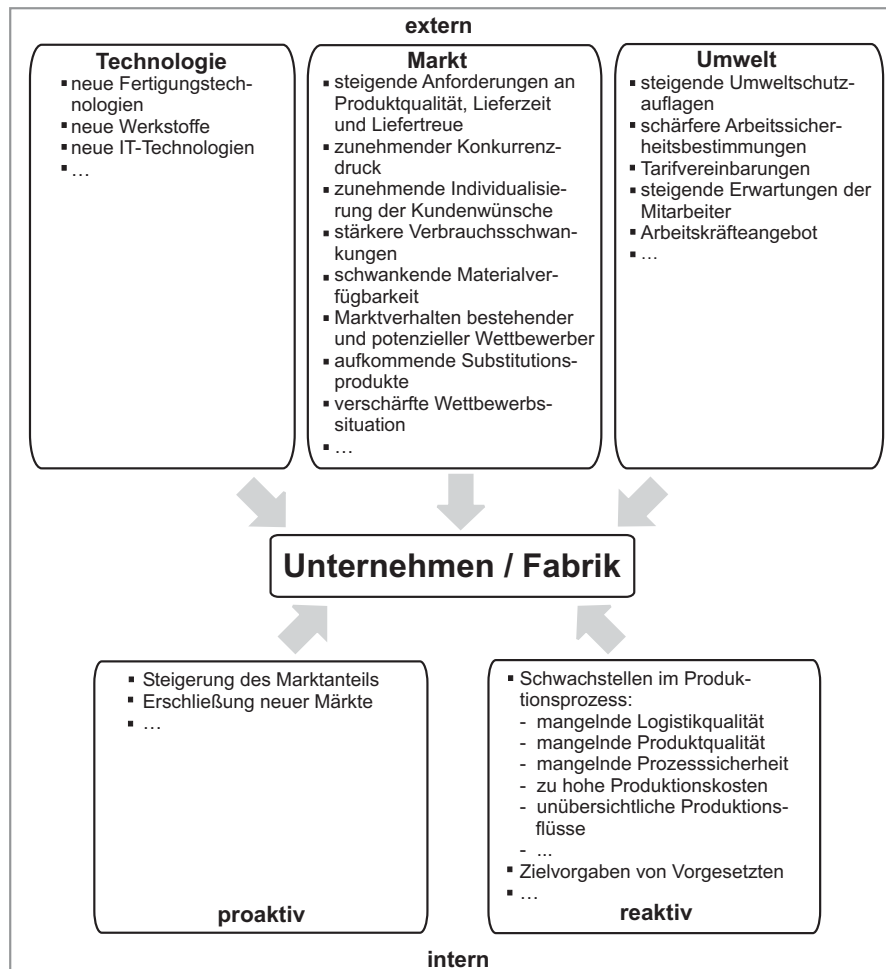 extern
Technologie
▪ neue Fertigungstech-
nologien
▪ neue Werkstoffe
▪ neue IT-Technologien
▪ …
Markt
▪ steigende Anforderungen an
Produktqualität, Lieferzeit
und Liefertreue
▪ zunehmender Konkurrenz-
druck
▪ zunehmende Individualisie-
rung der Kundenwünsche
▪ stärkere Verbrauchsschwan-
kungen
▪ schwankende Materialver-
fügbarkeit
▪ Marktverhalten bestehender
und potenzieller Wettbewerber
▪ aufkommende Substitutions-
produkte
▪ verschärfte Wettbewerbs-
situation
▪ …
Umwelt
▪ steigende Umweltschutz-
auflagen
▪ schärfere Arbeitssicher-
heitsbestimmungen
▪ Tarifvereinbarungen
▪ steigende Erwartungen der
Mitarbeiter
▪ Arbeitskräfteangebot
▪ …
Unternehmen / Fabrik
▪ Steigerung des Marktanteils
▪ Erschließung neuer Märkte
▪ …
proaktiv
▪ Schwachstellen im Produk-
tionsprozess:
- mangelnde Logistikqualität
- mangelnde Produktqualität
- mangelnde Prozesssicherheit
- zu hohe Produktionskosten
- unübersichtliche Produktions-
flüsse
- ...
▪ Zielvorgaben von Vorgesetzten
▪ …
reaktiv
intern